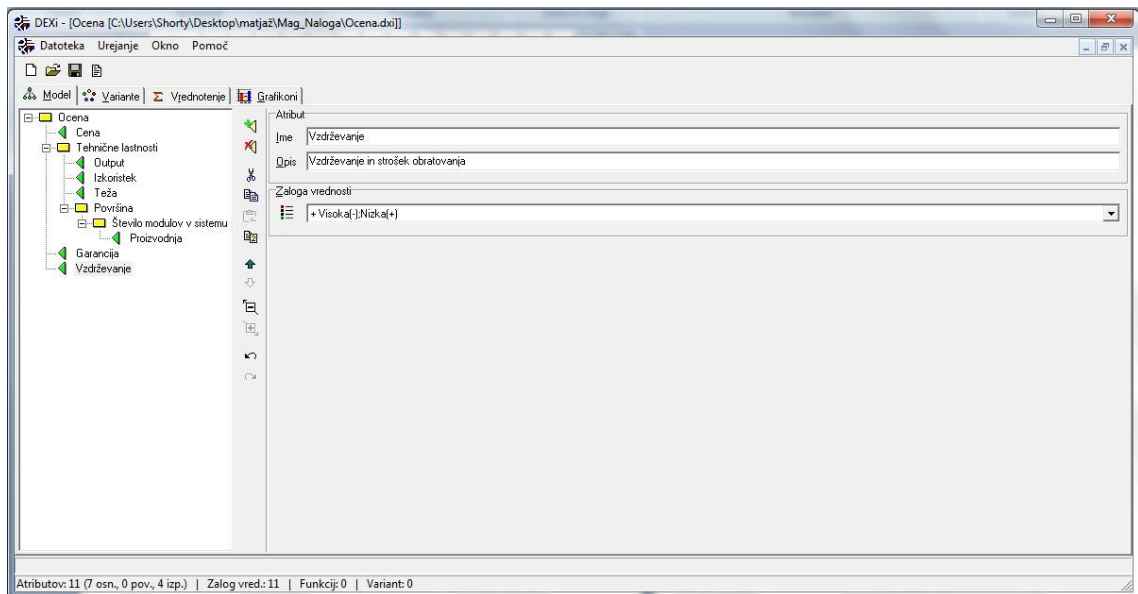 DEXi - [Ocena [C:\Users\Shorty\Desktop\matjaž\Mag_Naloga\Ocena.dxi]]
Datoteka Urejanje Okno Pomoč
Model Variante Vrednotenje Grafikoni
Ocena
Cena
Tehnične lastnosti
Output
Izkoristek
Teža
Površina
Število modulov v sistemu
Proizvodnja
Garancija
Vzdrževanje
Atribut
Ime Vzdrževanje
Opis Vzdrževanje in strošek obratovanja
Zaloga vrednosti
+ Visoka(-);Nizka(+)
Atributov: 11 (7 osn., 0 pov., 4 izp.) | Zalog vred.: 11 | Funkcij: 0 | Variant: 0